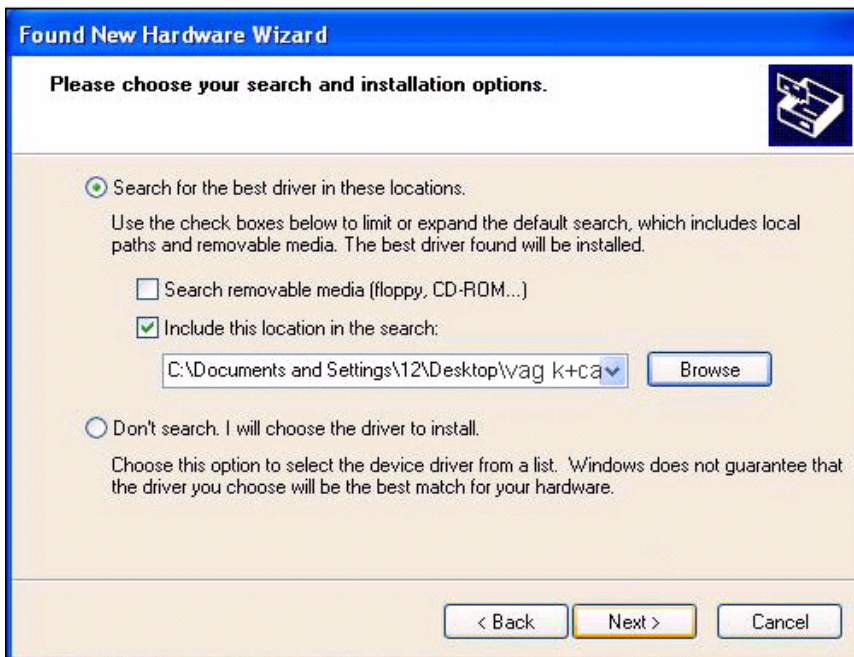 Found New Hardware Wizard
Please choose your search and installation options.
Search for the best driver in these locations.
Use the check boxes below to limit or expand the default search, which includes local
paths and removable media. The best driver found will be installed.
Search removable media (floppy, CD-ROM...)
Include this location in the search:
C:\Documents and Settings\12\Desktop\vag k+ca
Browse
Don't search. I will choose the driver to install.
Choose this option to select the device driver from a list. Windows does not guarantee that
the driver you choose will be the best match for your hardware.
< Back
Next >
Cancel